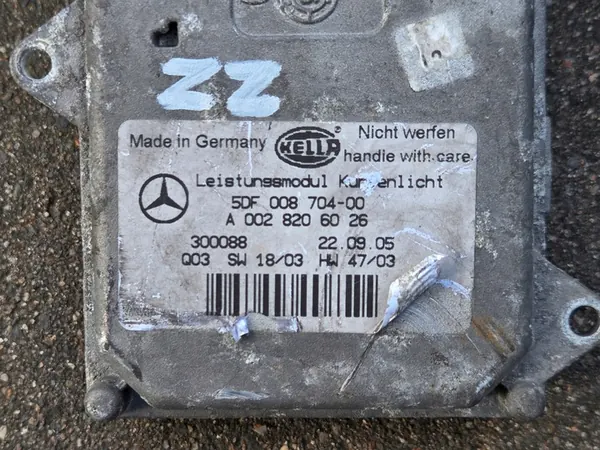 ZZ
Made in Germany HELLA ® Nicht werfen
handle with care
Leistungsmodul Kurvenlicht
5DF 008 704-00
A 002 820 60 26
300088 22.09.05
Q03 SW 18/03 HW 47/03